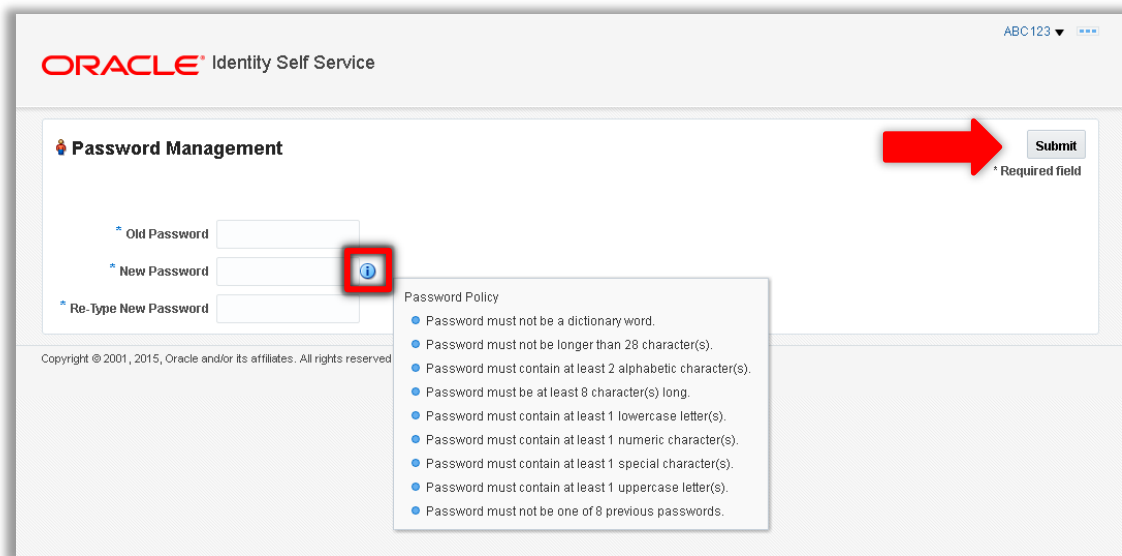 ABC123
ORACLE® Identity Self Service
Password Management
Submit
* Required field
* Old Password
* New Password
* Re-Type New Password
Password Policy
Password must not be a dictionary word.
Password must not be longer than 28 character(s).
Password must contain at least 2 alphabetic character(s).
Password must be at least 8 character(s) long.
Password must contain at least 1 lowercase letter(s).
Password must contain at least 1 numeric character(s).
Password must contain at least 1 special character(s).
Password must contain at least 1 uppercase letter(s).
Password must not be one of 8 previous passwords.
Copyright © 2001, 2015, Oracle and/or its affiliates. All rights reserved